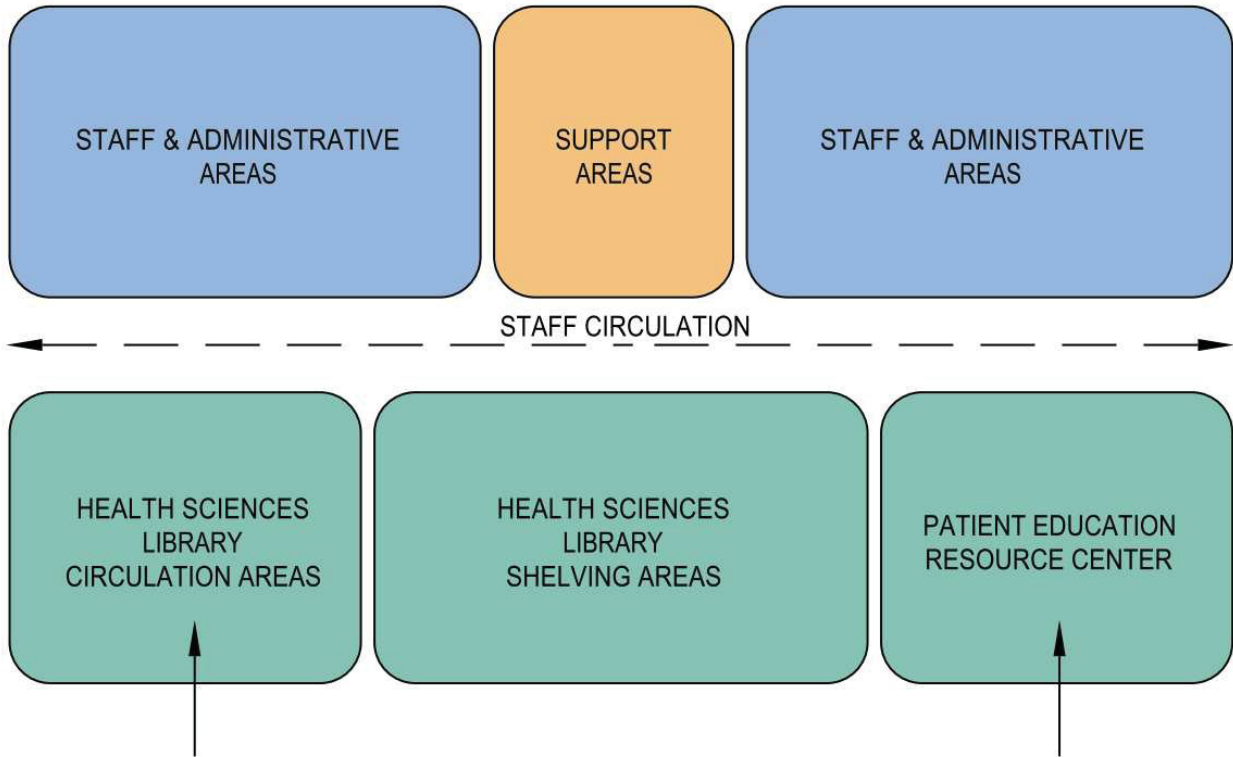 STAFF & ADMINISTRATIVE
AREAS
SUPPORT
AREAS
STAFF & ADMINISTRATIVE
AREAS
STAFF CIRCULATION
HEALTH SCIENCES
LIBRARY
CIRCULATION AREAS
HEALTH SCIENCES
LIBRARY
SHELVING AREAS
PATIENT EDUCATION
RESOURCE CENTER